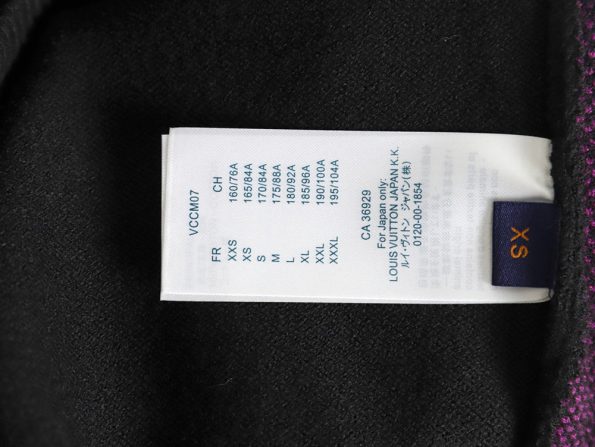 VCCM07
FR CH
XXS 160/76A
XS 165/84A
S 170/84A
M 175/88A
L 180/92A
XL 185/96A
XXL 190/100A
XXXL 195/104A
CA 36929
For Japan only:
LOUIS VUITTON JAPAN K.K.
ルイ・ヴィトン ジャパン(株)
0120-00-1854
XS